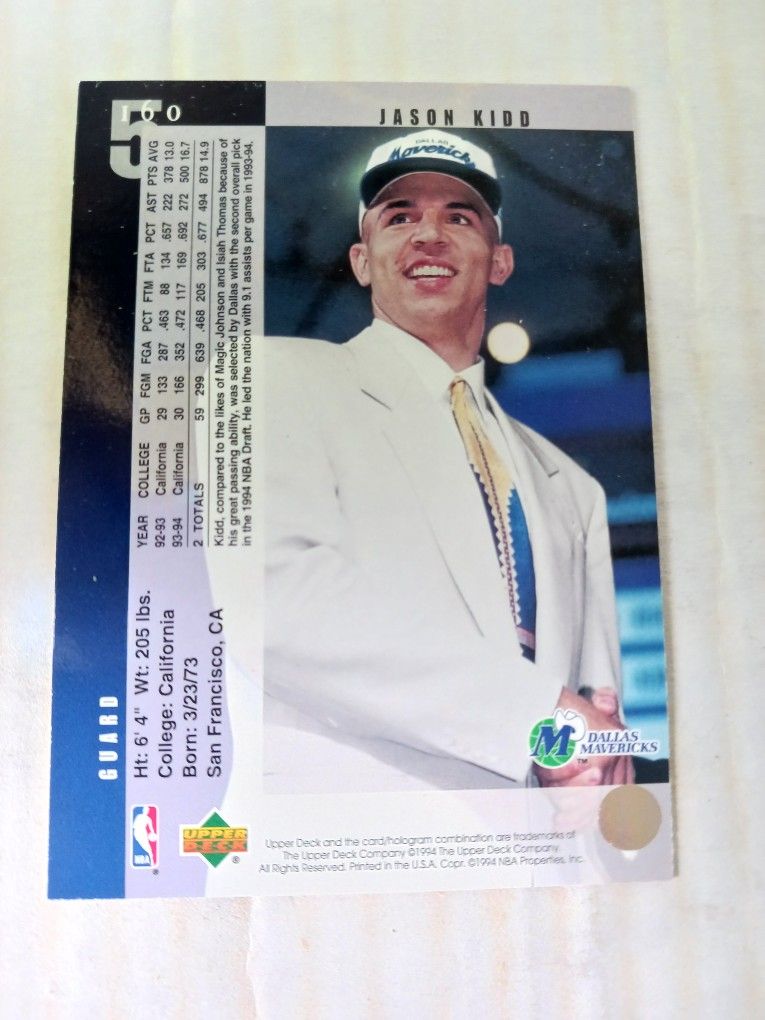 5
160
JASON KIDD
DALLAS
Mavericks
GUARD
Ht: 6' 4" Wt: 205 lbs.
College: California
Born: 3/23/73
San Francisco, CA
YEAR COLLEGE GP FGM FGA PCT FTM FTA PCT AST PTS AVG
92-93 California 29 133 287 .463 88 134 .657 222 378 13.0
93-94 California 30 166 352 .472 117 169 .692 272 500 16.7
2 TOTALS 59 299 639 .468 205 303 .677 494 878 14.9
Kidd, compared to the likes of Magic Johnson and Isiah Thomas because of
his great passing ability, was selected by Dallas with the second overall pick
in the 1994 NBA Draft. He led the nation with 9.1 assists per game in 1993-94.
M DALLAS
MAVERICKS
TM
NBA
®
UPPER
DECK
®
Upper Deck and the card/hologram combination are trademarks of
The Upper Deck Company ©1994 The Upper Deck Company.
All Rights Reserved. Printed in the U.S.A. Copr. ©1994 NBA Properties, Inc.